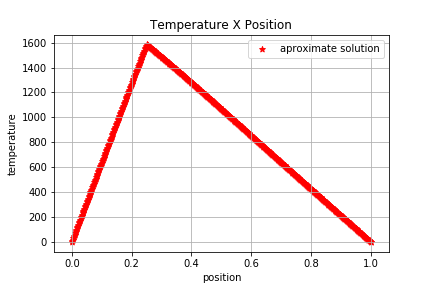 Temperature X Position
aproximate solution
temperature
1600
1400
1200
1000
800
600
400
200
0
0.0 0.2 0.4 0.6 0.8 1.0
position